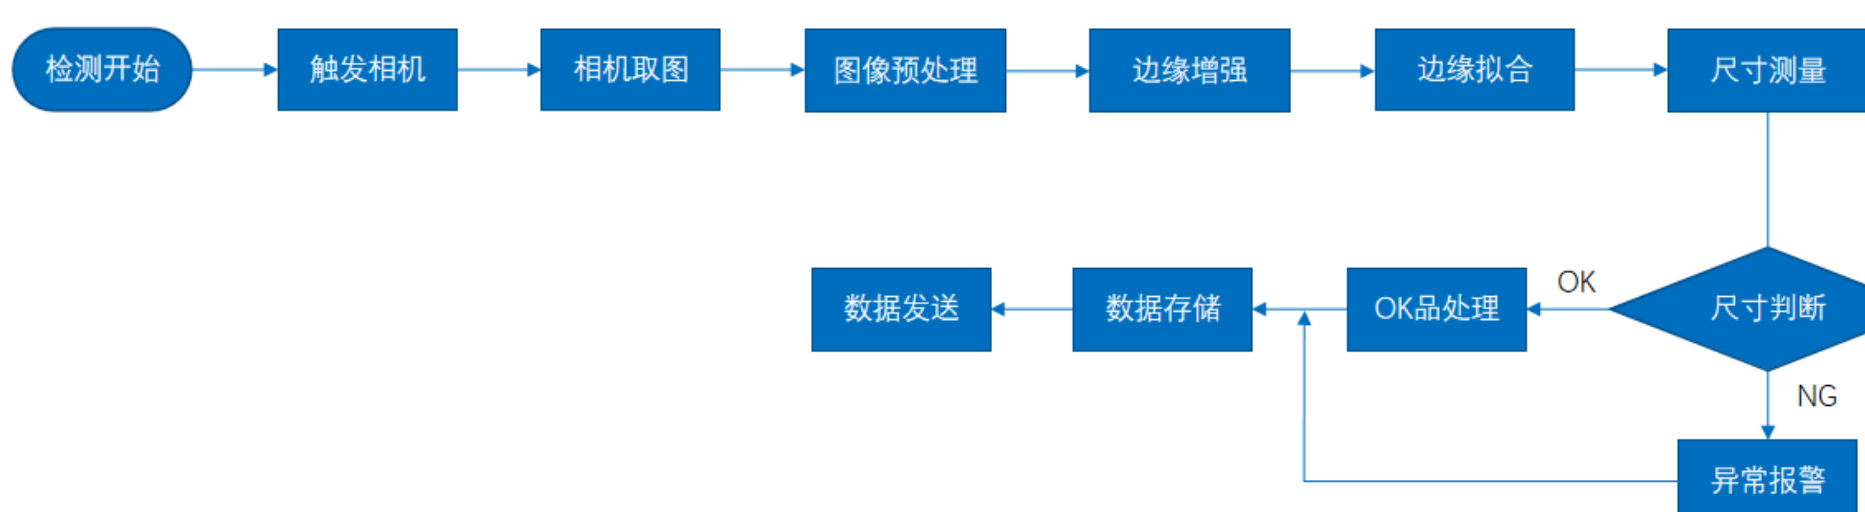 检测开始
触发相机
相机取图
图像预处理
边缘增强
边缘拟合
尺寸测量
尺寸判断
OK
OK品处理
数据存储
数据发送
NG
异常报警